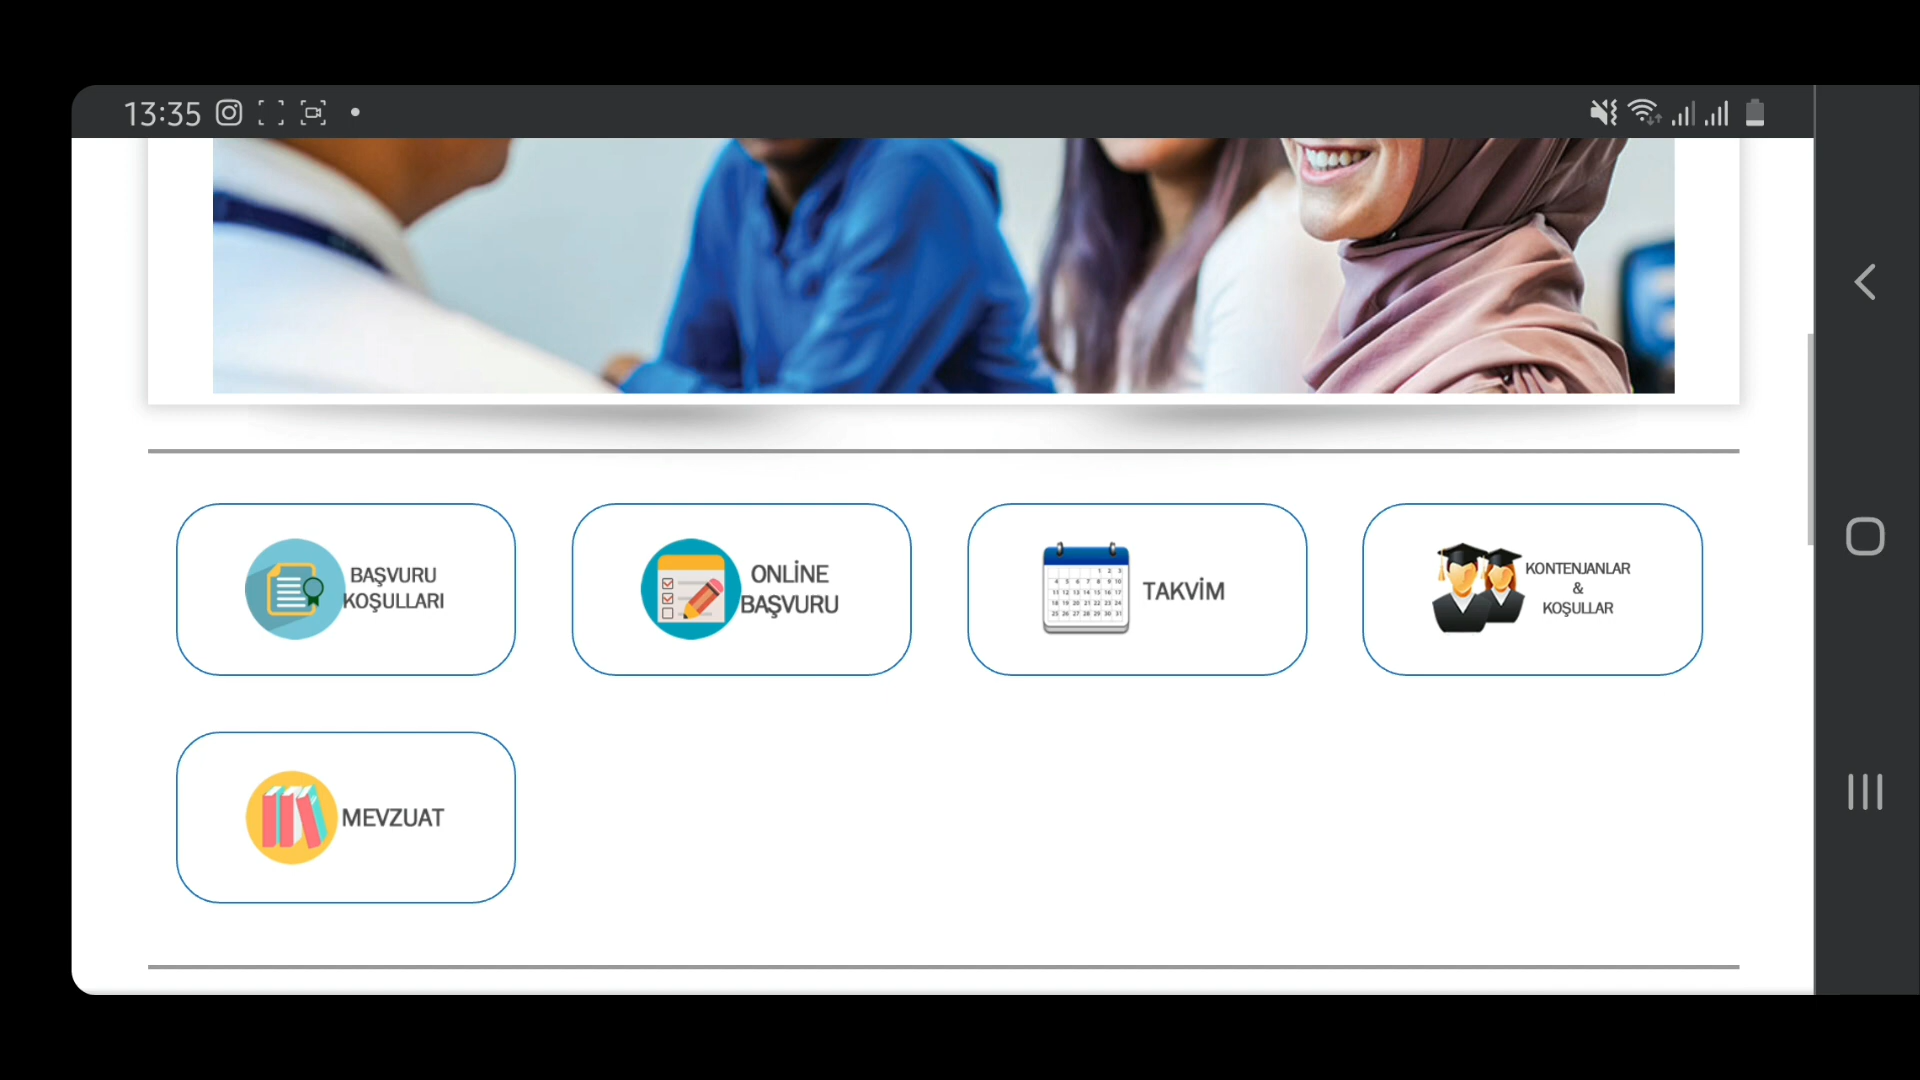 13:35
BAŞVURU
KOŞULLARI
ONLİNE
BAŞVURU
TAKVİM
KONTENJANLAR
&
KOŞULLAR
MEVZUAT